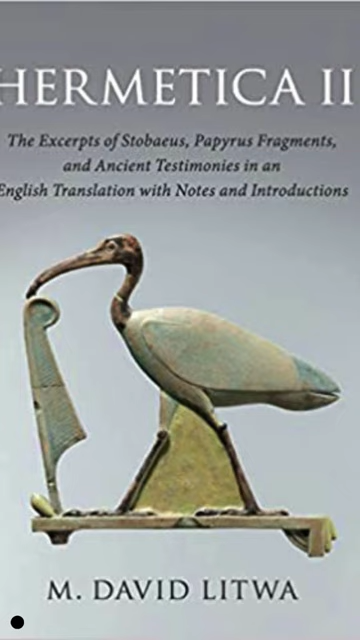 HERMETICA II
The Excerpts of Stobaeus, Papyrus Fragments,
and Ancient Testimonies in an
English Translation with Notes and Introductions
M. DAVID LITWA